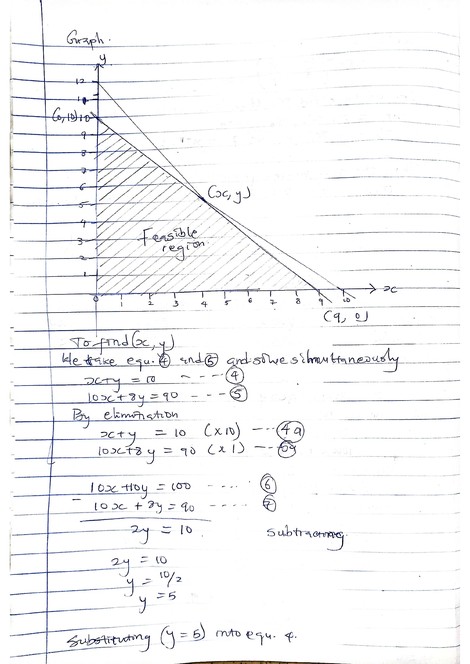 Graph.
y
12
11
(0,10) 10
9
8
7
6
5
4
3
2
1
(x, y)
Feasible
region
0 1 2 3 4 5 6 7 8 9 10 x
(9, 0)
To find (x, y)
We take equ. 4 and 5 and solve simultaneously
x+y = 10 ---- 4
10x+8y = 90 --- 5
By elimination
x+y = 10 (x10) --- 4a
10x+8y = 90 (x1) --- 5a
10x+10y = 100 ---- 6
- 10x + 8y = 90 ---- 7
2y = 10 subtracting
2y = 10
y = 10/2
y = 5
Substituting (y = 5) into equ. 4.